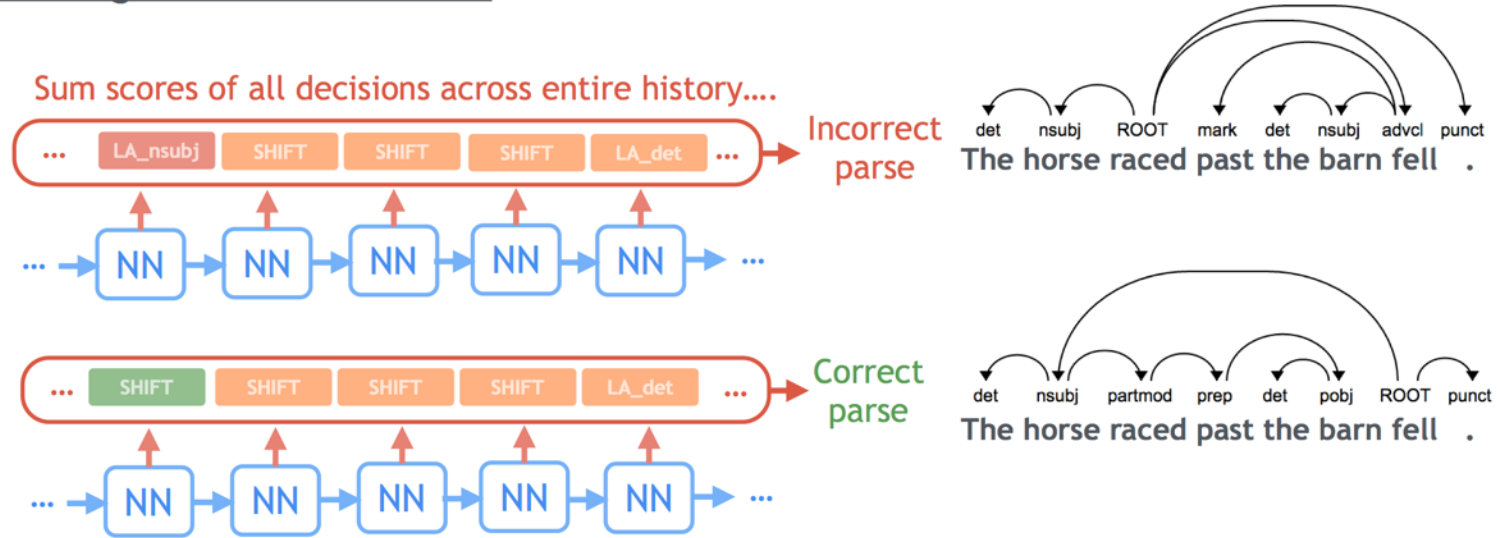 Sum scores of all decisions across entire history....
... LA_nsubj SHIFT SHIFT SHIFT LA_det ...
Incorrect
parse
... NN NN NN NN NN ...
det nsubj ROOT mark det nsubj advcl punct
The horse raced past the barn fell .
... SHIFT SHIFT SHIFT SHIFT LA_det ...
Correct
parse
... NN NN NN NN NN ...
det nsubj partmod prep det pobj ROOT punct
The horse raced past the barn fell .